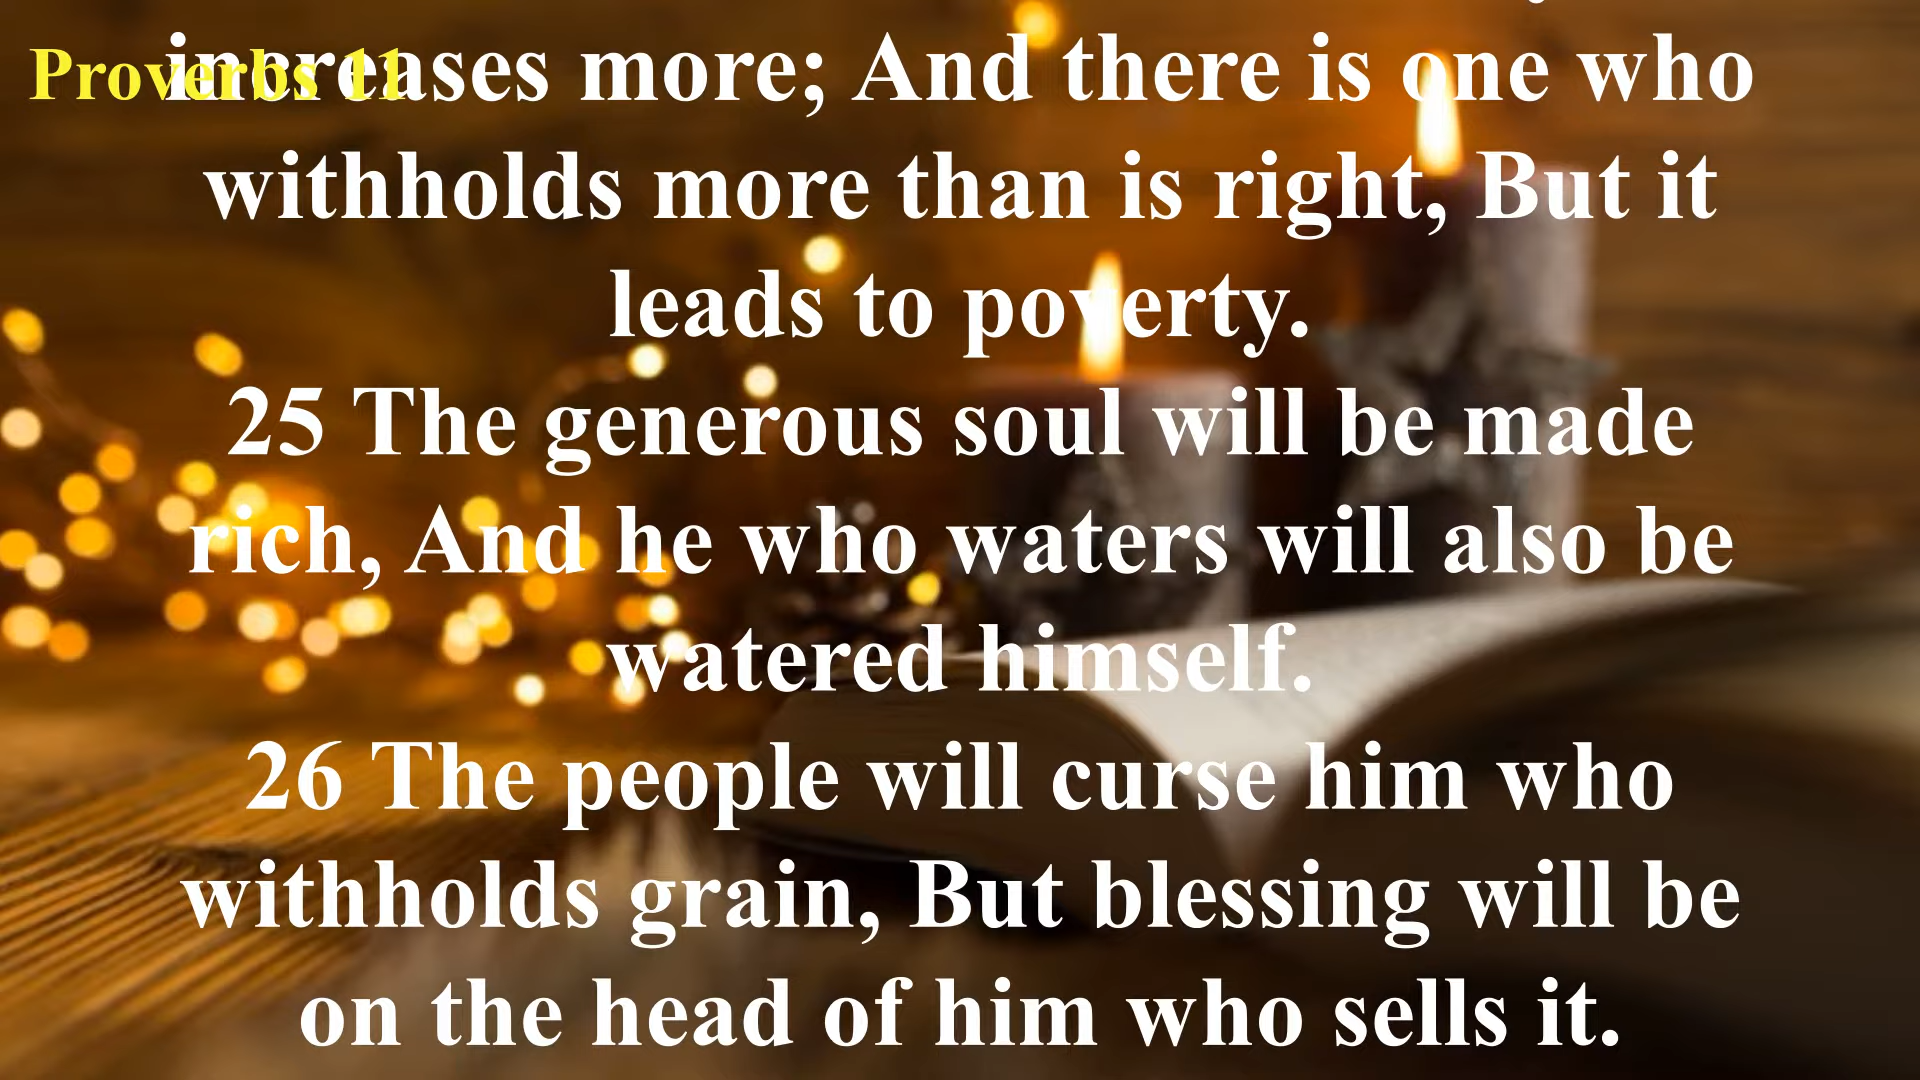 Proverbs 11
increases more; And there is one who
withholds more than is right, But it
leads to poverty.
25 The generous soul will be made
rich, And he who waters will also be
watered himself.
26 The people will curse him who
withholds grain, But blessing will be
on the head of him who sells it.